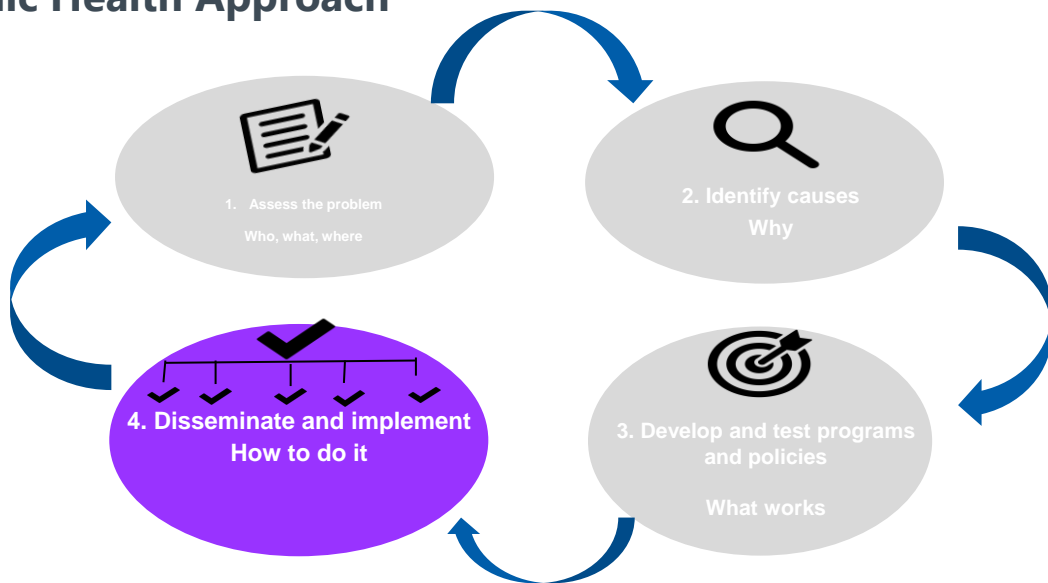 Health Approach
1. Assess the problem
Who, what, where
2. Identify causes
Why
4. Disseminate and implement
How to do it
3. Develop and test programs
and policies
What works